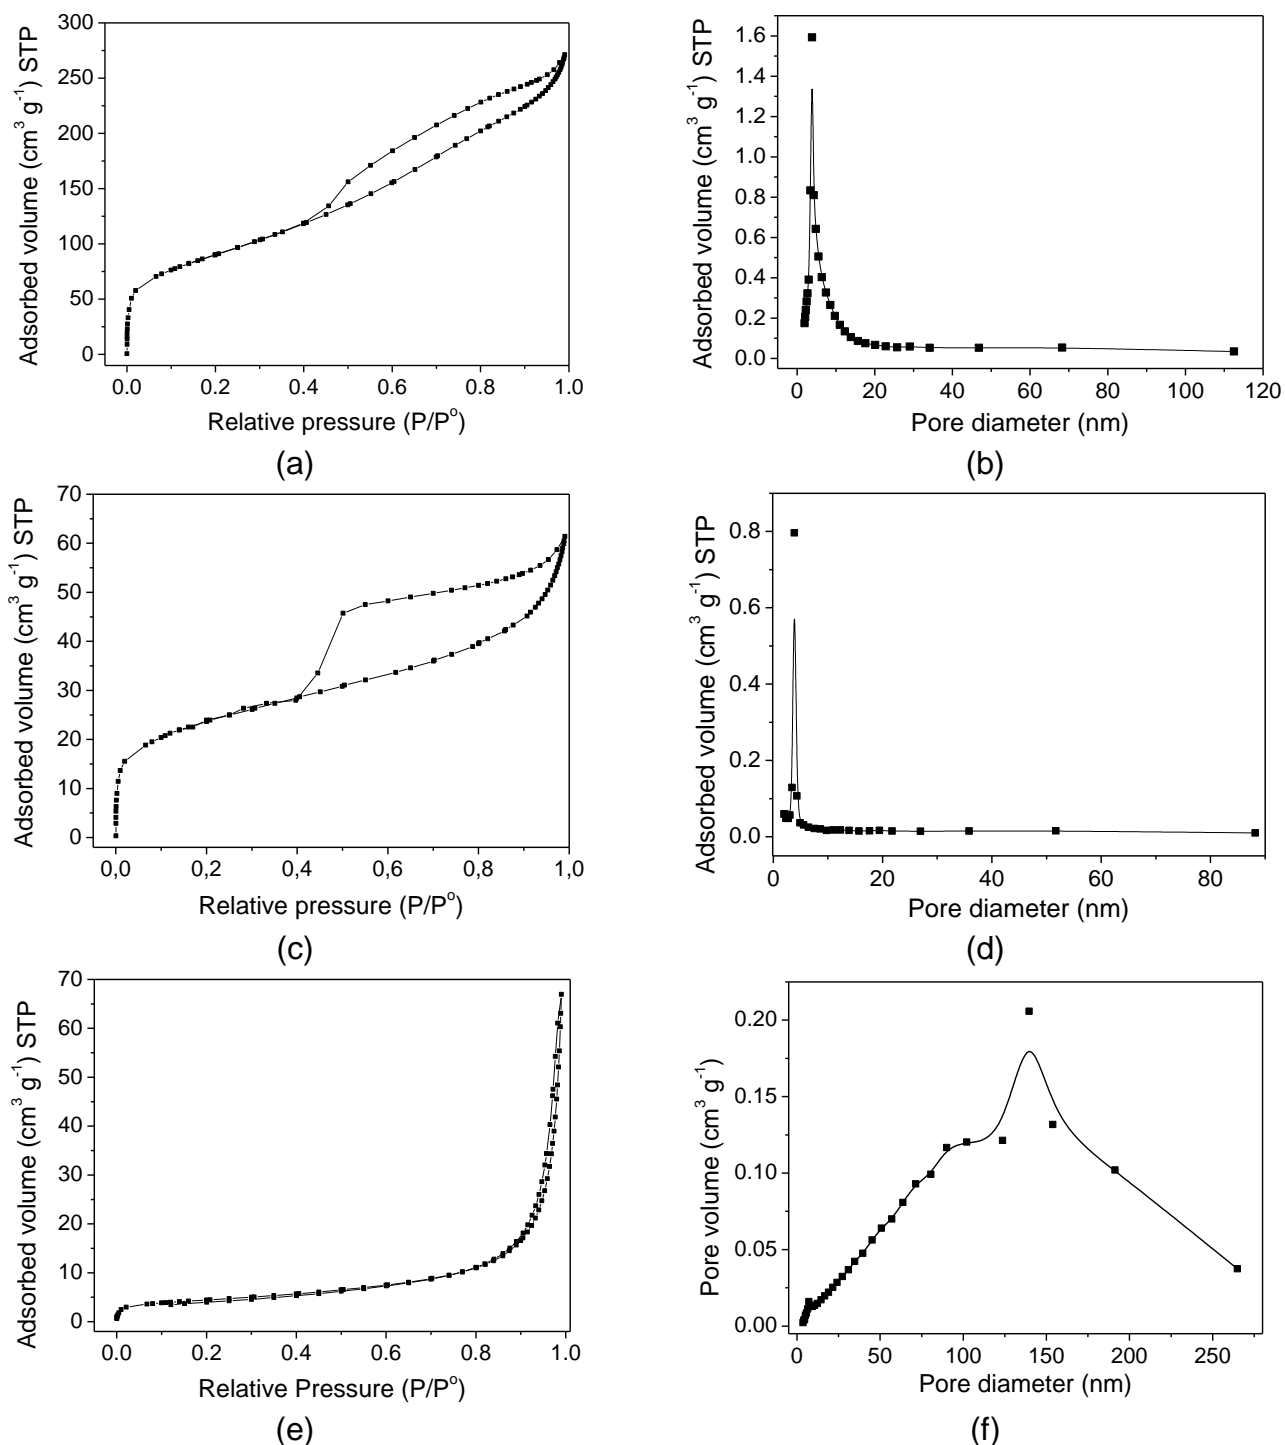 300
250
200
150
100
50
0
Adsorbed volume (cm³ g⁻¹) STP
0.0 0.2 0.4 0.6 0.8 1.0
Relative pressure (P/P°)
(a)
1.6
1.4
1.2
1.0
0.8
0.6
0.4
0.2
0.0
Adsorbed volume (cm³ g⁻¹) STP
0 20 40 60 80 100 120
Pore diameter (nm)
(b)
70
60
50
40
30
20
10
0
Adsorbed volume (cm³ g⁻¹) STP
0,0 0,2 0,4 0,6 0,8 1,0
Relative pressure (P/P°)
(c)
0.8
0.6
0.4
0.2
0.0
Adsorbed volume (cm³ g⁻¹) STP
0 20 40 60 80
Pore diameter (nm)
(d)
70
60
50
40
30
20
10
0
Adsorbed volume (cm³ g⁻¹) STP
0.0 0.2 0.4 0.6 0.8 1.0
Relative Pressure (P/P°)
(e)
0.20
0.15
0.10
0.05
0.00
Pore volume (cm³ g⁻¹)
0 50 100 150 200 250
Pore diameter (nm)
(f)